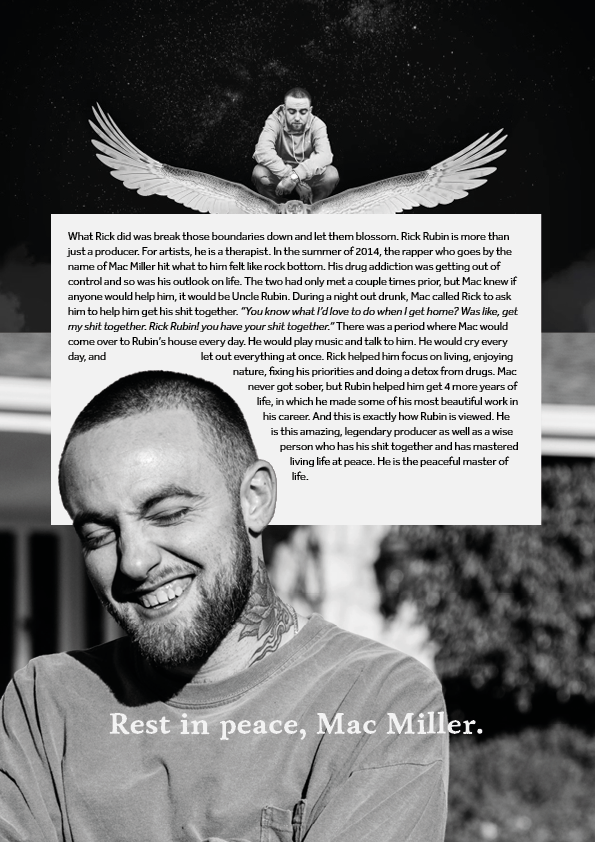 What Rick did was break those boundaries down and let them blossom. Rick Rubin is more than
just a producer. For artists, he is a therapist. In the summer of 2014, the rapper who goes by the
name of Mac Miller hit what to him felt like rock bottom. His drug addiction was getting out of
control and so was his outlook on life. The two had only met a couple times prior, but Mac knew if
anyone would help him, it would be Uncle Rubin. During a night out drunk, Mac called Rick to ask
him to help him get his shit together. “You know what I’d love to do when I get home? Was like, get
my shit together. Rick Rubin! you have your shit together.” There was a period where Mac would
come over to Rubin’s house every day. He would play music and talk to him. He would cry every
day, and let out everything at once. Rick helped him focus on living, enjoying
nature, fixing his priorities and doing a detox from drugs. Mac
never got sober, but Rubin helped him get 4 more years of
life, in which he made some of his most beautiful work in
his career. And this is exactly how Rubin is viewed. He
is this amazing, legendary producer as well as a wise
person who has his shit together and has mastered
living life at peace. He is the peaceful master of
life.
Rest in peace, Mac Miller.